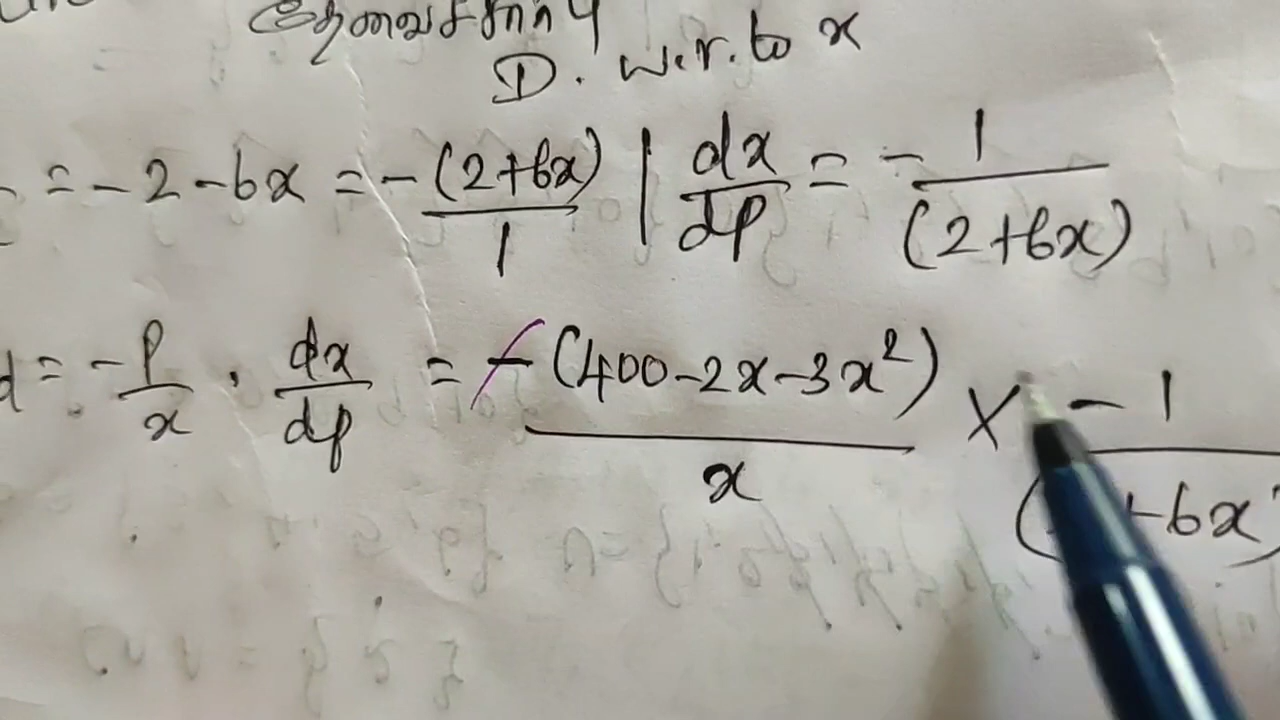 D. w.r. to x
= -2 - 6x = -(2+6x)/1 | dx/dp = - 1/(2+6x)
d = -p/x . dx/dp = -(400-2x-3x²)/x × -1/( +6x)